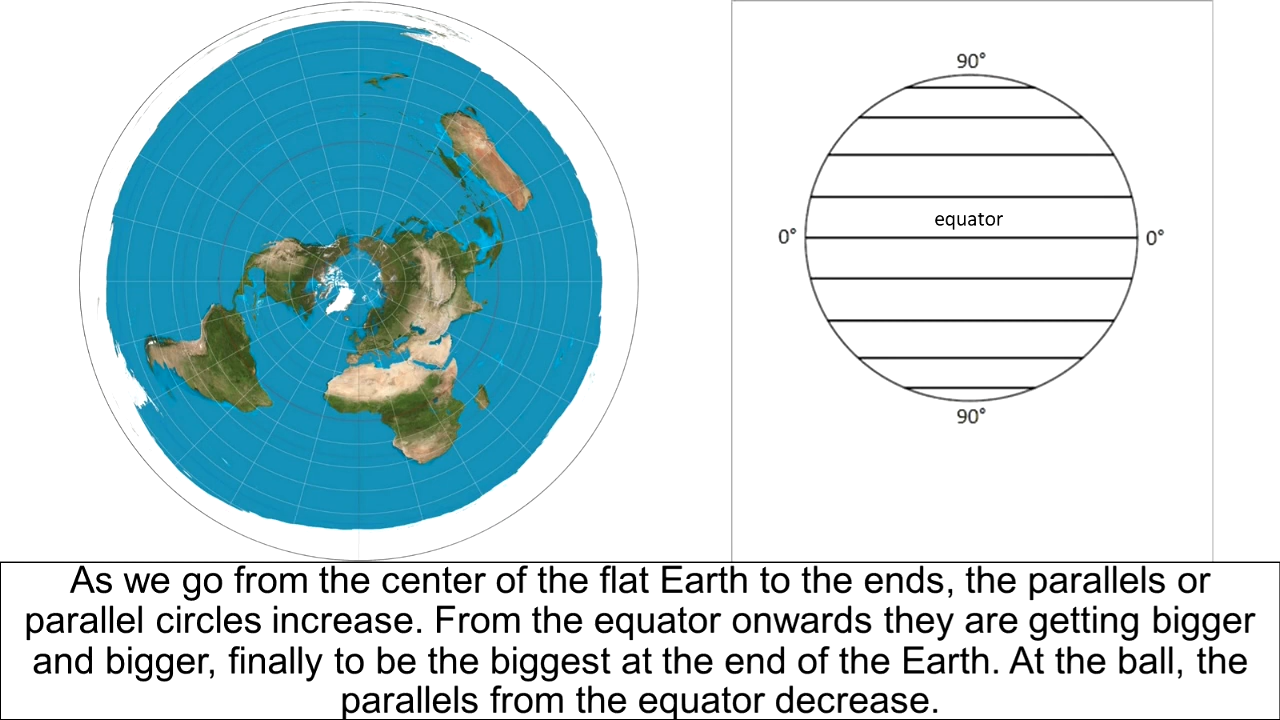 90°
equator
0°
0°
90°
As we go from the center of the flat Earth to the ends, the parallels or
parallel circles increase. From the equator onwards they are getting bigger
and bigger, finally to be the biggest at the end of the Earth. At the ball, the
parallels from the equator decrease.